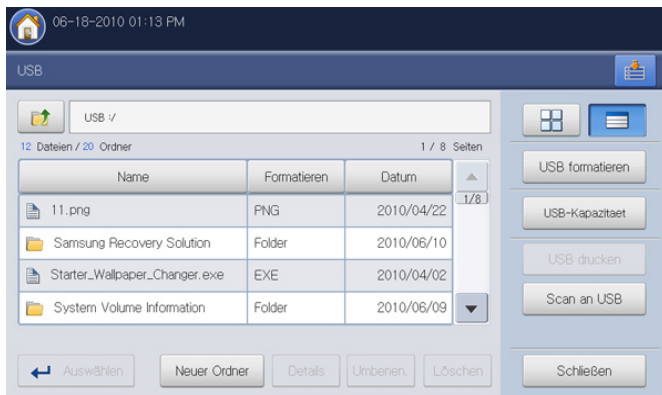 06-18-2010 01:13 PM
USB
USB :/
12 Dateien / 20 Ordner 1 / 8 Seiten
Name Formatieren Datum
1/8
11.png PNG 2010/04/22
Samsung Recovery Solution Folder 2010/06/10
Starter_Wallpaper_Changer.exe EXE 2010/04/02
System Volume Information Folder 2010/06/09
Auswählen Neuer Ordner Details Umbenen. Löschen
USB formatieren
USB-Kapazitaet
USB drucken
Scan an USB
Schließen